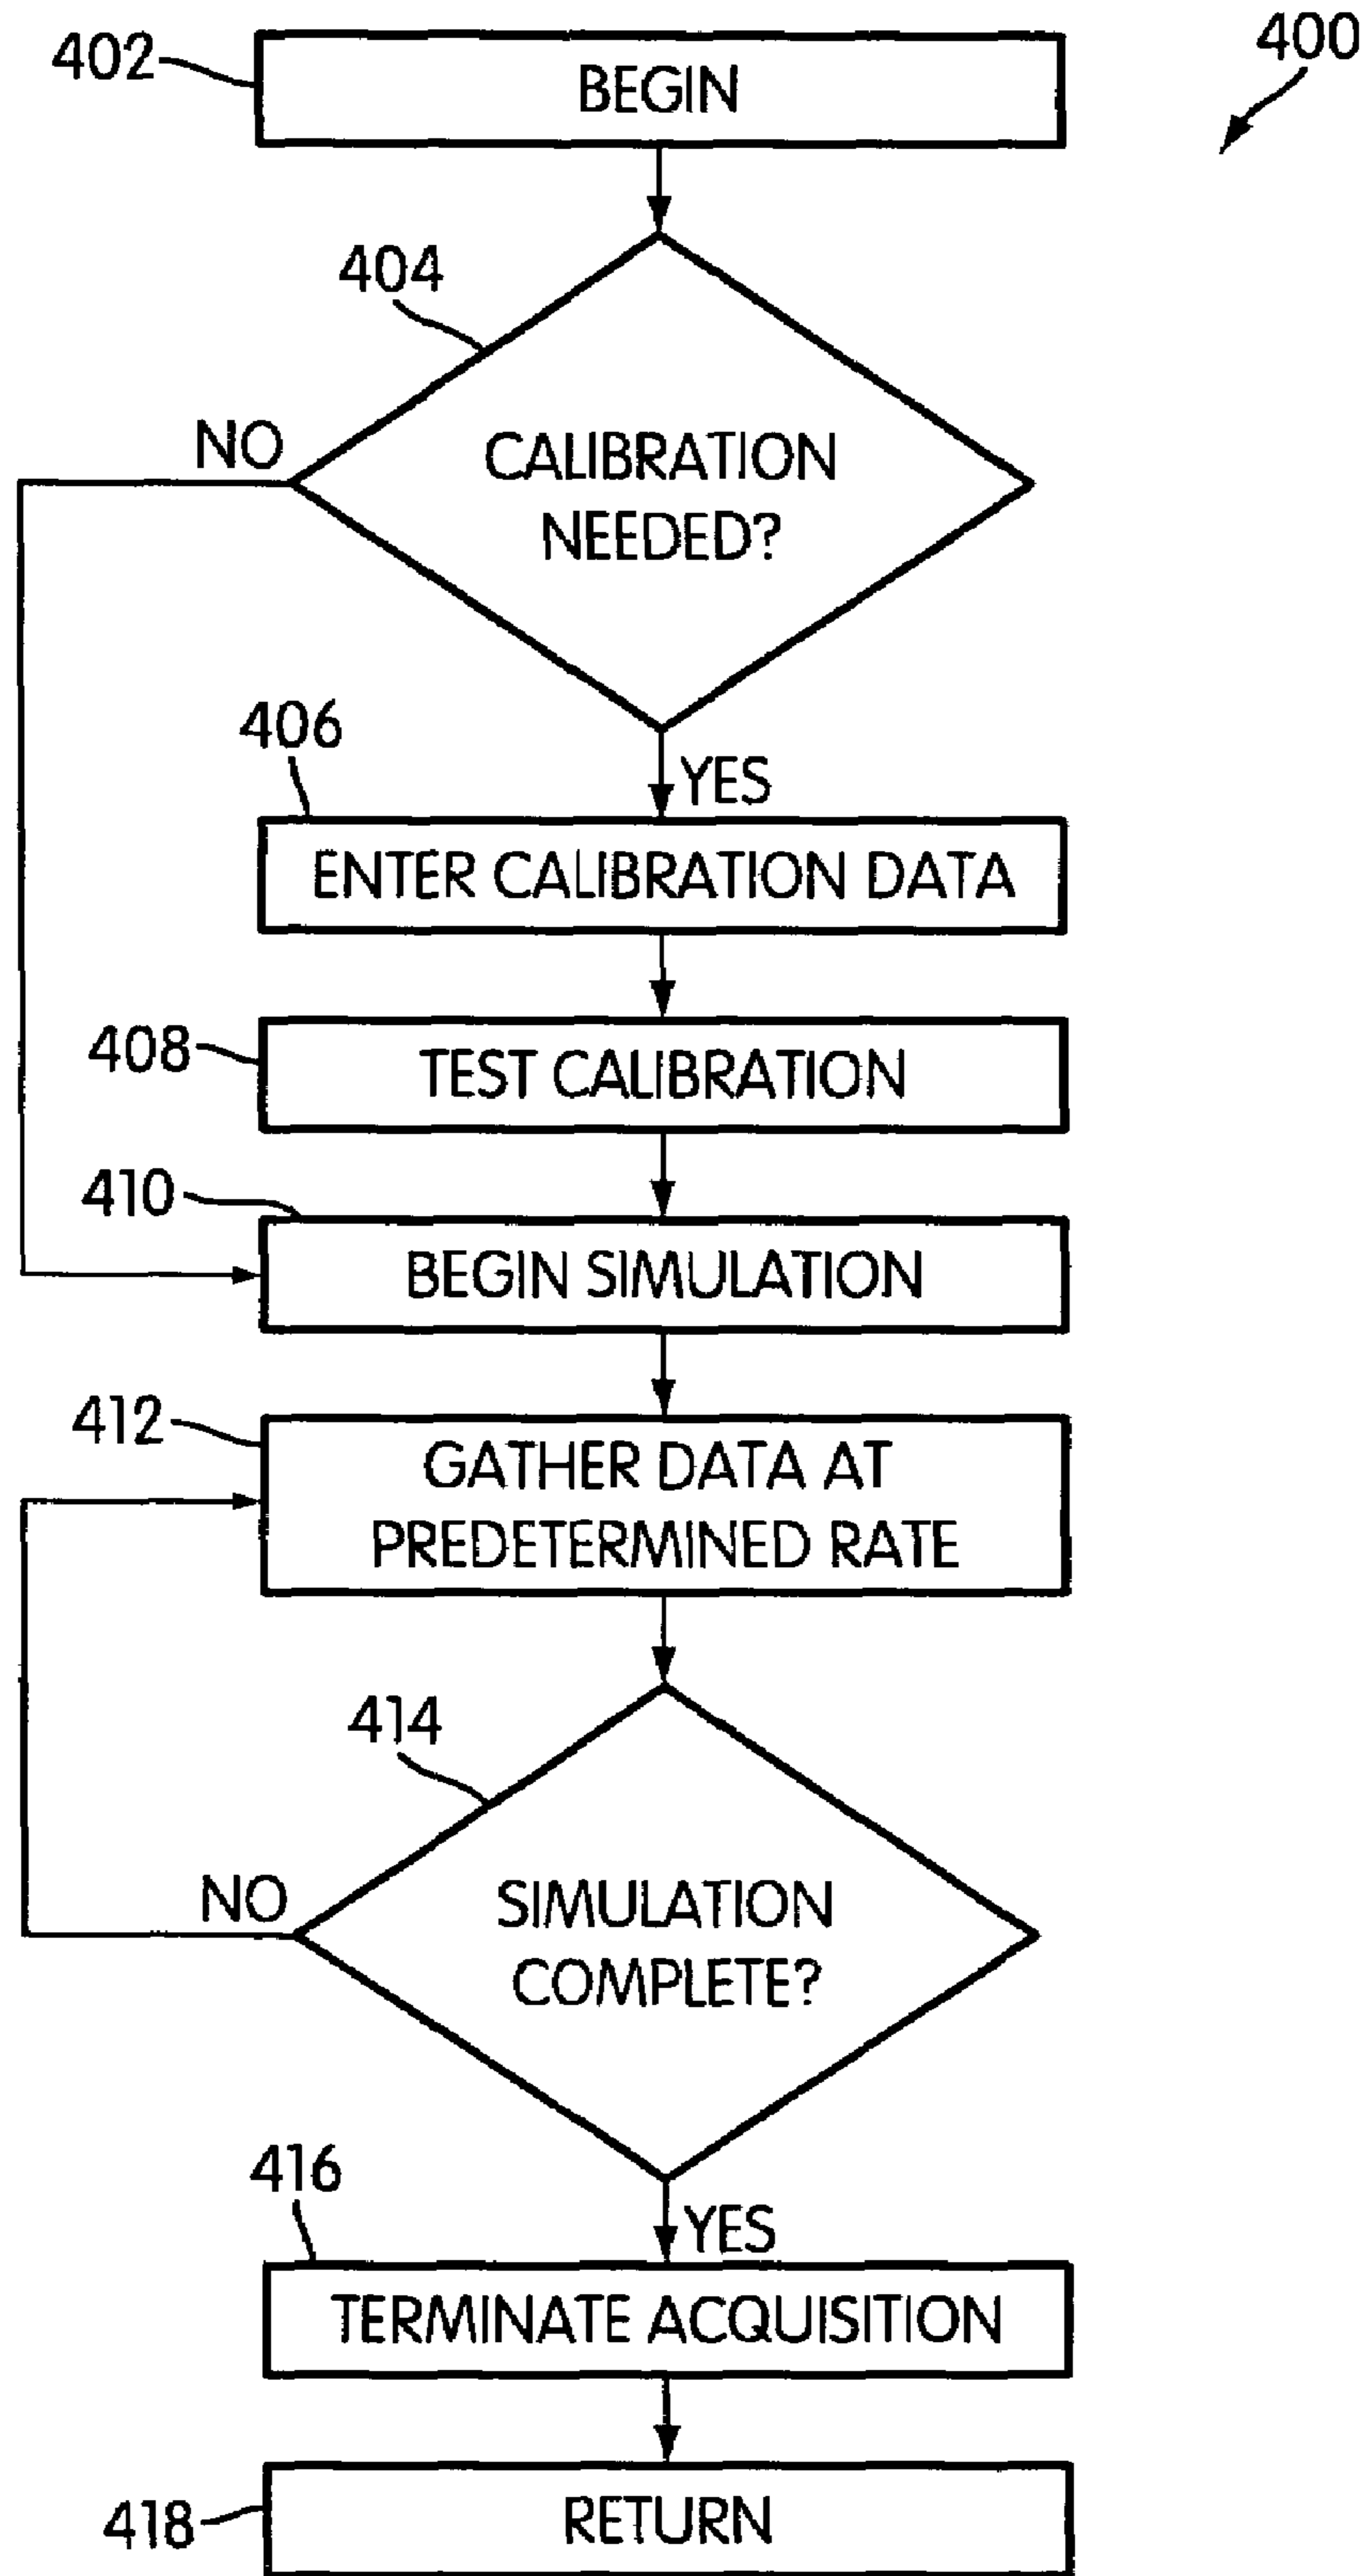 400
402
BEGIN
404
NO
CALIBRATION
NEEDED?
406
YES
ENTER CALIBRATION DATA
408
TEST CALIBRATION
410
BEGIN SIMULATION
412
GATHER DATA AT
PREDETERMINED RATE
414
NO
SIMULATION
COMPLETE?
416
YES
TERMINATE ACQUISITION
418
RETURN